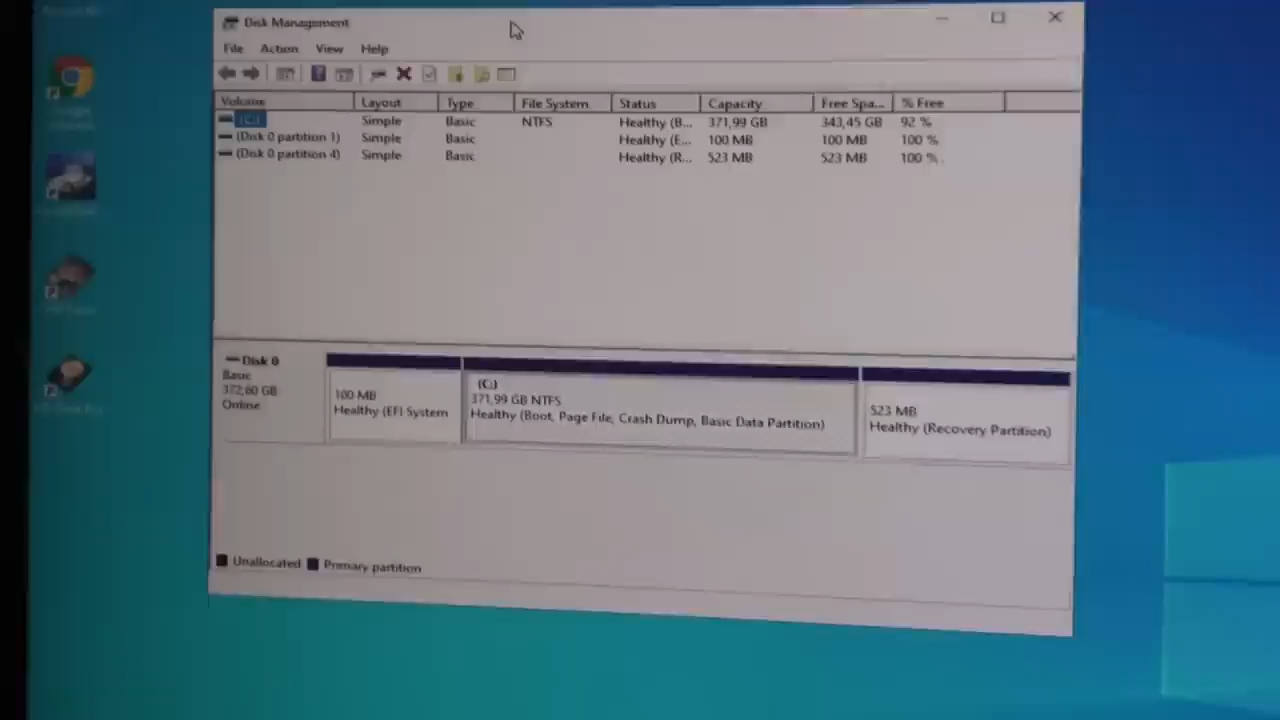 Disk Management
File Action View Help
Volume Layout Type File System Status Capacity Free Spa... % Free
(C:) Simple Basic NTFS Healthy (B... 371,99 GB 343,45 GB 92 %
(Disk 0 partition 1) Simple Basic Healthy (E... 100 MB 100 MB 100 %
(Disk 0 partition 4) Simple Basic Healthy (R... 523 MB 523 MB 100 %
Disk 0
Basic
372,60 GB
Online
100 MB
Healthy (EFI System
(C:)
371,99 GB NTFS
Healthy (Boot, Page File, Crash Dump, Basic Data Partition)
523 MB
Healthy (Recovery Partition)
Unallocated Primary partition